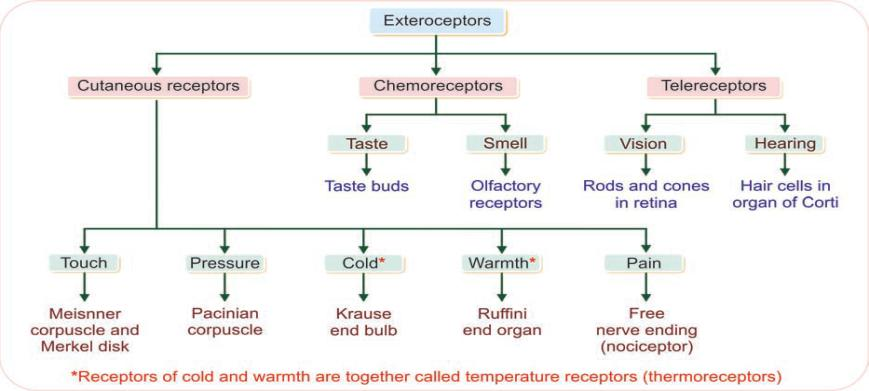 Exteroceptors
Cutaneous receptors
Chemoreceptors
Telereceptors
Taste
Smell
Vision
Hearing
Taste buds
Olfactory
receptors
Rods and cones
in retina
Hair cells in
organ of Corti
Touch
Pressure
Cold*
Warmth*
Pain
Meisnner
corpuscle and
Merkel disk
Pacinian
corpuscle
Krause
end bulb
Ruffini
end organ
Free
nerve ending
(nociceptor)
*Receptors of cold and warmth are together called temperature receptors (thermoreceptors)